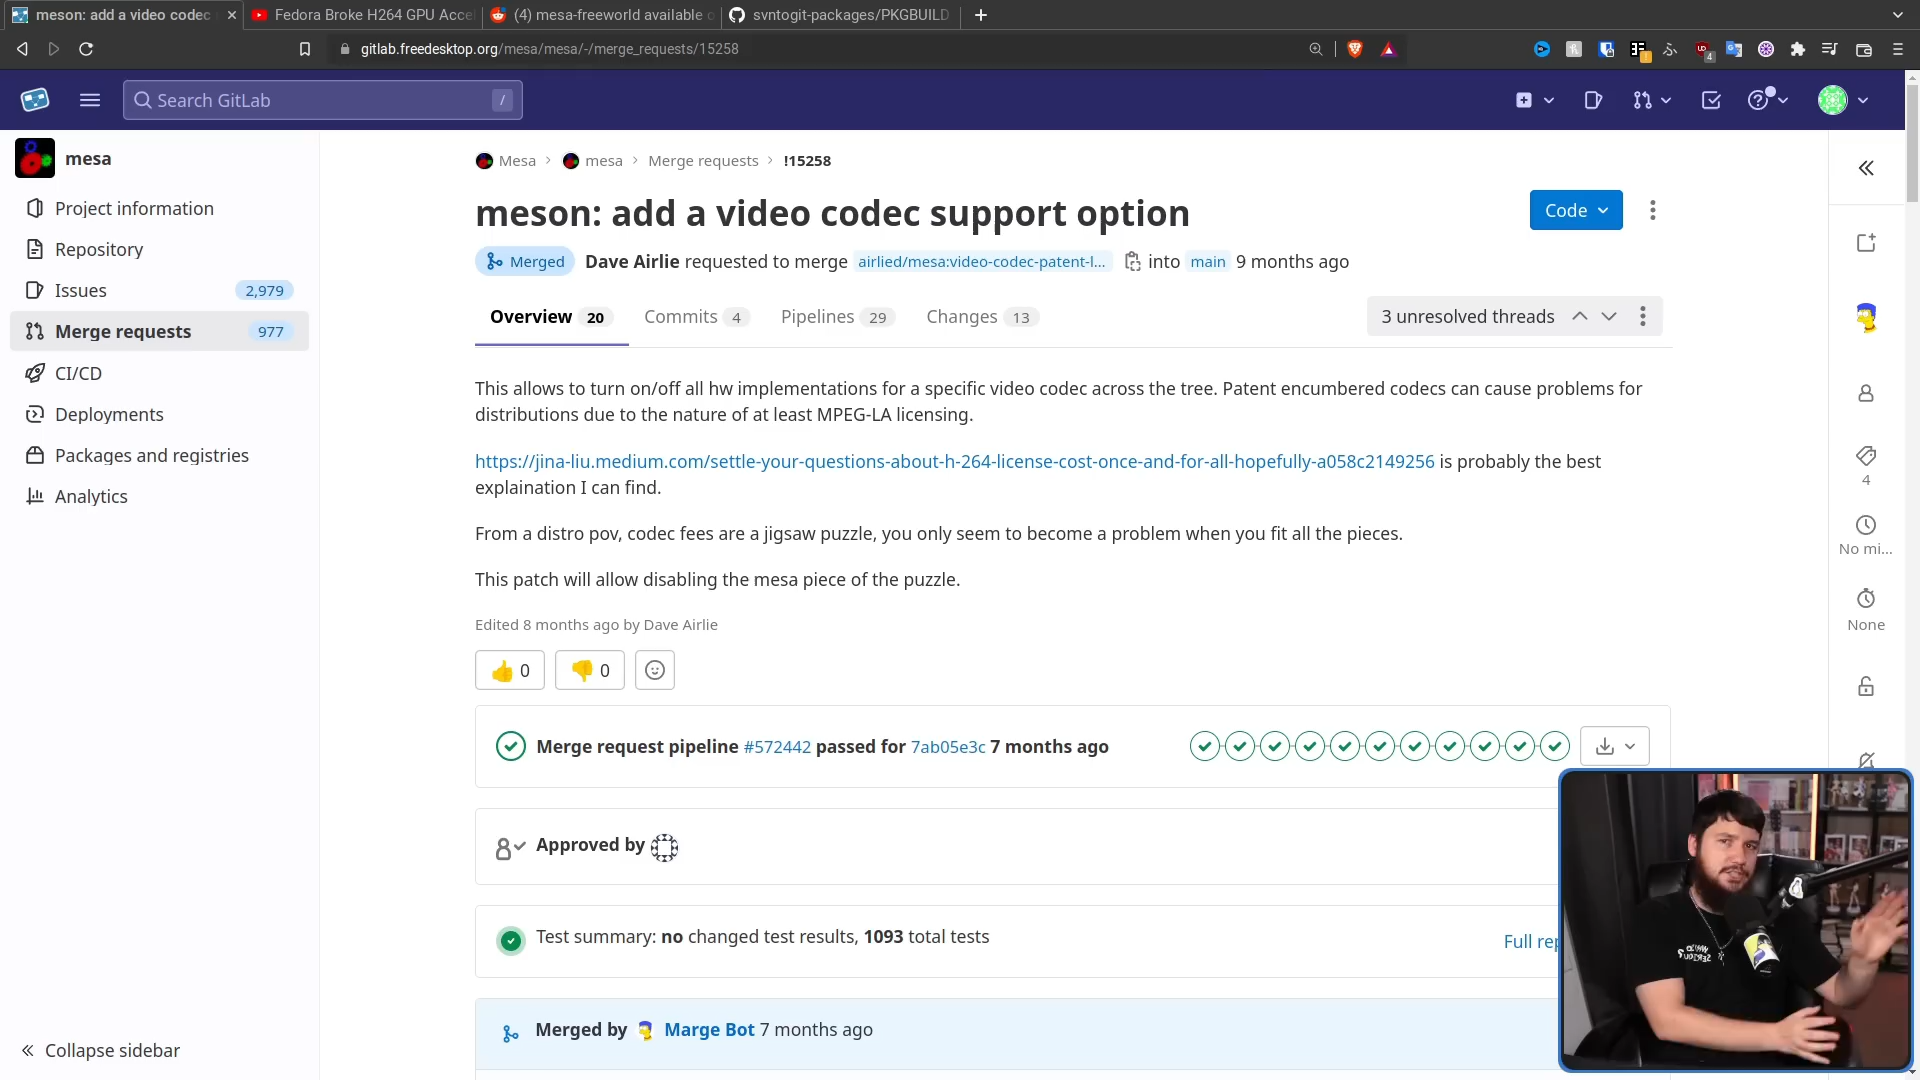 meson: add a video codec
Fedora Broke H264 GPU Acce
(4) mesa-freeworld available o
svntogit-packages/PKGBUILD
gitlab.freedesktop.org/mesa/mesa/-/merge_requests/15258
4
Search GitLab
/
mesa
Project information
Repository
Issues 2,979
Merge requests 977
CI/CD
Deployments
Packages and registries
Analytics
Collapse sidebar
Mesa > mesa > Merge requests > !15258
meson: add a video codec support option
Code
Merged Dave Airlie requested to merge airlied/mesa:video-codec-patent-l... into main 9 months ago
Overview 20 Commits 4 Pipelines 29 Changes 13
3 unresolved threads
This allows to turn on/off all hw implementations for a specific video codec across the tree. Patent encumbered codecs can cause problems for
distributions due to the nature of at least MPEG-LA licensing.
https://jina-liu.medium.com/settle-your-questions-about-h-264-license-cost-once-and-for-all-hopefully-a058c2149256 is probably the best
explaination I can find.
From a distro pov, codec fees are a jigsaw puzzle, you only seem to become a problem when you fit all the pieces.
This patch will allow disabling the mesa piece of the puzzle.
Edited 8 months ago by Dave Airlie
👍 0 👎 0
Merge request pipeline #572442 passed for 7ab05e3c 7 months ago
Approved by
Test summary: no changed test results, 1093 total tests
Full rep
Merged by Marge Bot 7 months ago
4
No mi...
None